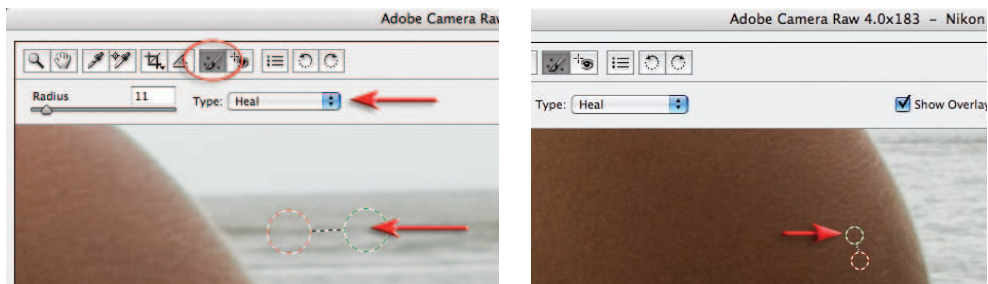 Adobe Camera Raw
Radius 11 Type: Heal
Adobe Camera Raw 4.0x183 – Nikon
Type: Heal Show Overlay